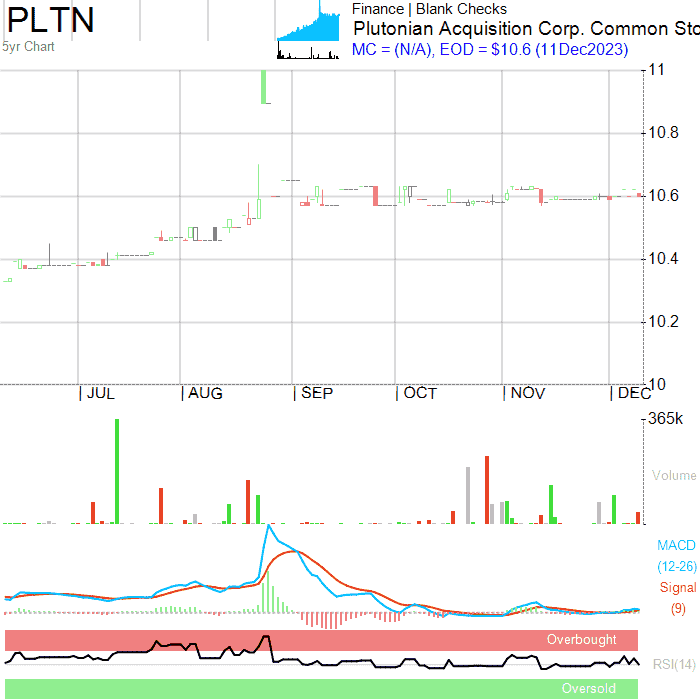 PLTN
5yr Chart
Finance | Blank Checks
Plutonian Acquisition Corp. Common Sto
MC = (N/A), EOD = $10.6 (11Dec2023)
11
10.8
10.6
10.4
10.2
10
| JUL | AUG | SEP | OCT | NOV | DEC
365k
Volume
MACD
(12-26)
Signal
(9)
Overbought
RSI(14)
Oversold